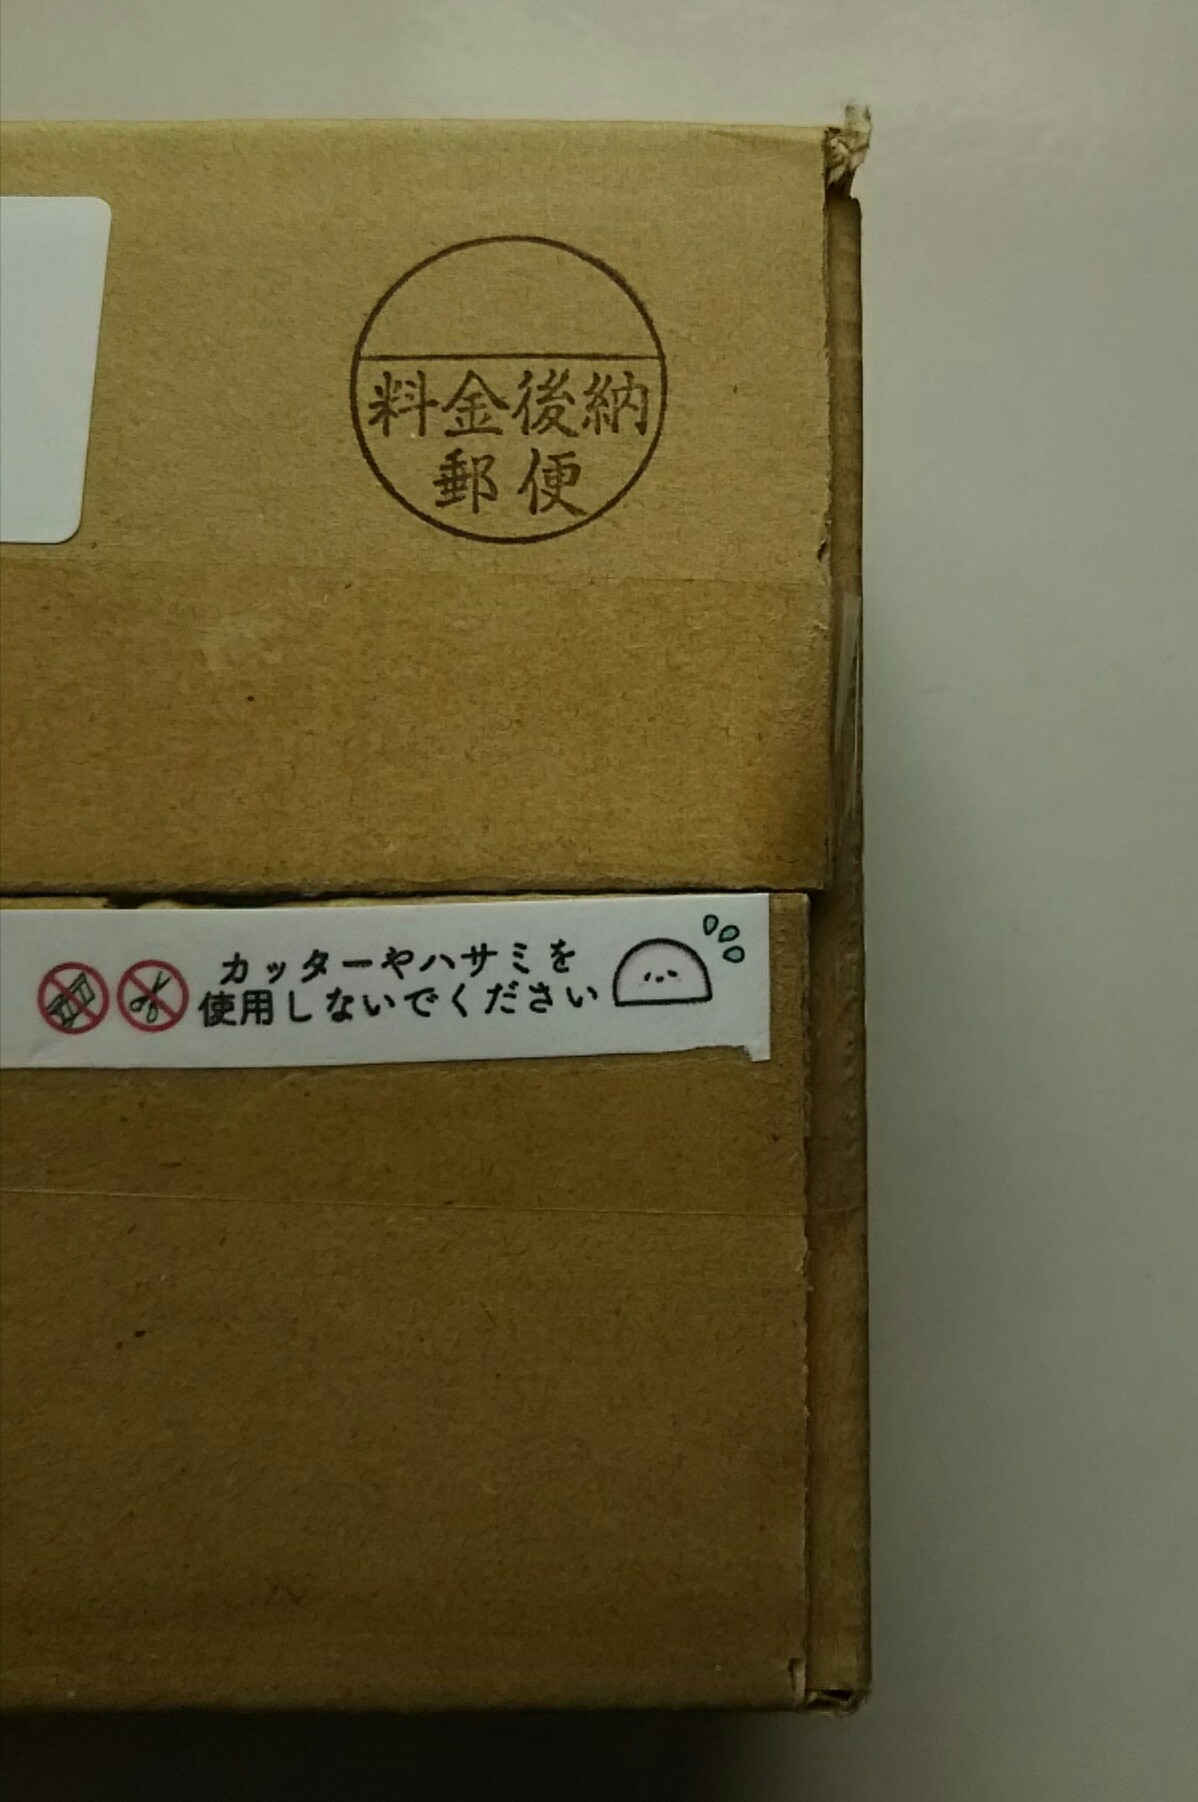 料金後納
郵便
カッターやハサミを
使用しないでください